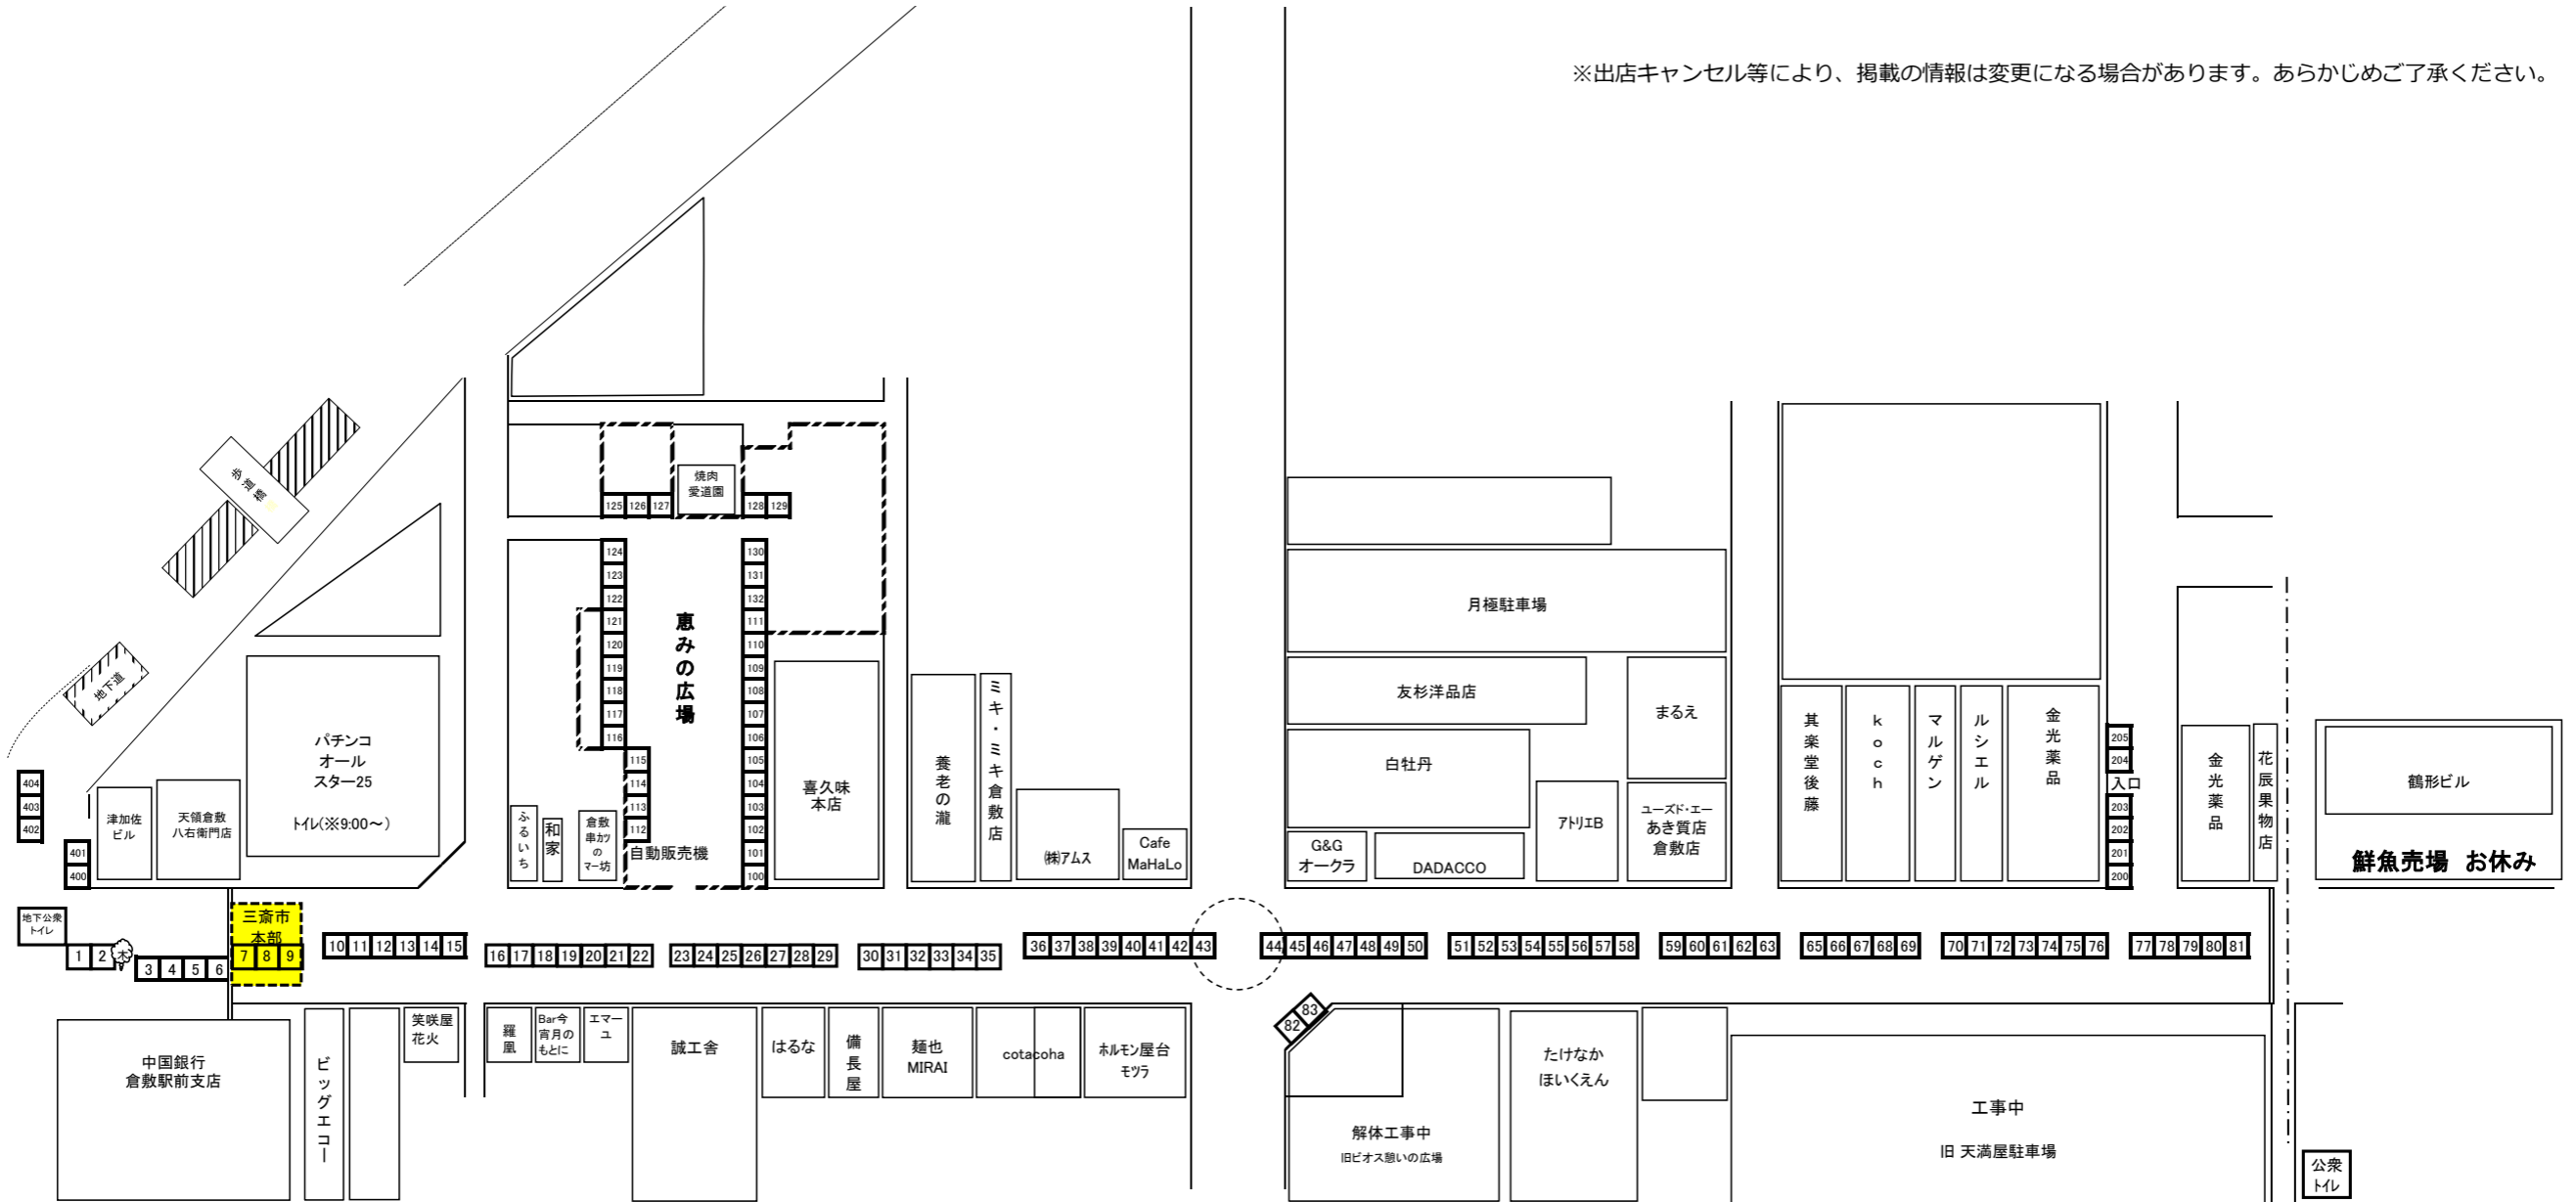 ※出店キャンセル等により、掲載の情報は変更になる場合があります。あらかじめご了承ください。
歩道橋
地下道
焼肉
愛道園
125 126 127
128 129
124
123
122
121
120
119
118
117
116
115
114
113
112
自動販売機
恵みの広場
130
131
132
111
110
109
108
107
106
105
104
103
102
101
100
404
403
402
401
400
津加佐
ビル
天領倉敷
八右衛門店
パチンコ
オール
スター25
トイレ(※9:00～)
ふるいち
和家
倉敷
串カツ
の
マー坊
喜久味
本店
養老の瀧
ミキ・ミキ倉敷店
㈱アムス
Cafe
MaHaLo
月極駐車場
友杉洋品店
まるえ
白牡丹
G&G
オークラ
DADACCO
アトリエB
ユーズド・エー
あき質店
倉敷店
其楽堂後藤
koch
マルゲン
ルシエル
金光薬品
205
204
入口
203
202
201
200
金光薬品
花辰果物店
鶴形ビル
鮮魚売場 お休み
地下公衆
トイレ
1 2
木
3 4 5 6
三斎市
本部
7 8 9
10 11 12 13 14 15
16 17 18 19 20 21 22
23 24 25 26 27 28 29
30 31 32 33 34 35
36 37 38 39 40 41 42 43
44 45 46 47 48 49 50
51 52 53 54 55 56 57 58
59 60 61 62 63
65 66 67 68 69
70 71 72 73 74 75 76
77 78 79 80 81
82 83
中国銀行
倉敷駅前支店
ビッグエコー
笑咲屋
花火
羅凰
Bar今
宵月の
もとに
エマー
ユ
誠工舎
はるな
備長屋
麺也
MIRAI
cotacoha
ホルモン屋台
モツラ
解体工事中
旧ビオス憩いの広場
たけなか
ほいくえん
工事中
旧 天満屋駐車場
公衆
トイレ